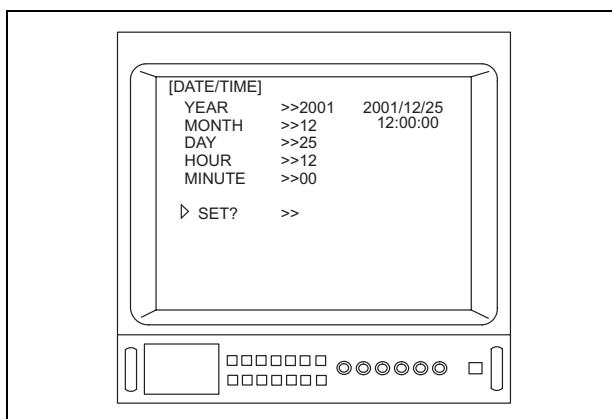 [DATE/TIME]
YEAR >>2001 2001/12/25
MONTH >>12 12:00:00
DAY >>25
HOUR >>12
MINUTE >>00
SET? >>